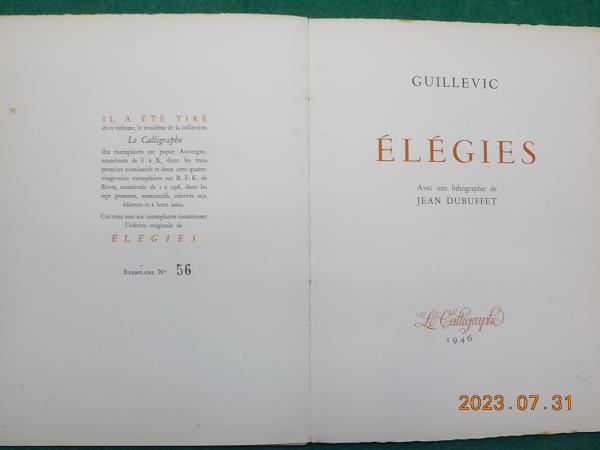 IL A ÉTÉ TIRÉ
de ce volume, le troisième de la collection
Le Calligraphe
dix exemplaires sur papier Auvergne,
numérotés de I à X, dont les trois
premiers nominatifs et deux cent quatre-
vingt-seize exemplaires sur B. F. K. de
Rives, numérotés de 1 à 296, dont les
sept premiers, nominatifs, réservés aux
éditeurs et à leurs amis.
Ces trois cent six exemplaires constituent
l'édition originale de
ÉLÉGIES
Exemplaire Nº 56
GUILLEVIC
ÉLÉGIES
Avec une lithographie de
JEAN DUBUFFET
Le Calligraphe
1946
2023.07.31